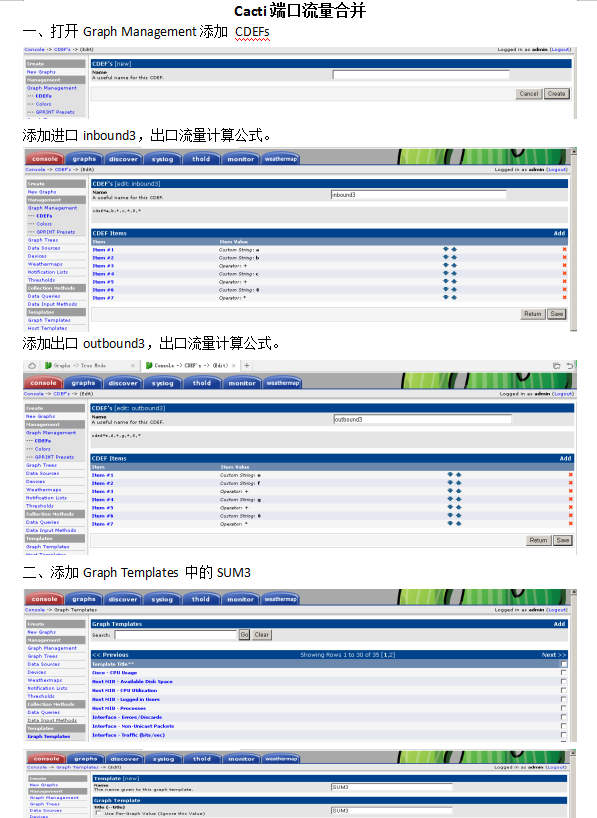 Cacti 端口流量合并
一、打开 Graph Management 添加 CDEFs
Console -> CDEF's -> (Edit) Logged in as admin (Logout)
Create
New Graphs
Management
Graph Management
--- CDEFs
--- Colors
--- GPRINT Presets
CDEF's [new]
Name
A useful name for this CDEF.
Cancel Create
添加进口 inbound3，出口流量计算公式。
console graphs discover syslog thold monitor weathermap
Console -> CDEF's -> (Edit) Logged in as admin (Logout)
Create
New Graphs
Management
Graph Management
--- CDEFs
--- Colors
--- GPRINT Presets
Graph Trees
Data Sources
Devices
Weathermaps
Notification Lists
Thresholds
Collection Methods
Data Queries
Data Input Methods
Templates
Graph Templates
Host Templates
CDEF's [edit: inbound3]
Name inbound3
A useful name for this CDEF.
cdef=a,b,+,c,+,8,*
CDEF Items Add
Item Item Value
Item #1 Custom String: a
Item #2 Custom String: b
Item #3 Operator: +
Item #4 Custom String: c
Item #5 Operator: +
Item #6 Custom String: 8
Item #7 Operator: *
Return Save
添加出口 outbound3，出口流量计算公式。
Graphs -> Tree Mode Console -> CDEF's -> (Edit)
console graphs discover syslog thold monitor weathermap
Console -> CDEF's -> (Edit) Logged in as admin (Logout)
Create
New Graphs
Management
Graph Management
--- CDEFs
--- Colors
--- GPRINT Presets
Graph Trees
Data Sources
Devices
Weathermaps
Notification Lists
Thresholds
Collection Methods
Data Queries
Data Input Methods
Templates
Graph Templates
CDEF's [edit: outbound3]
Name outbound3
A useful name for this CDEF.
cdef=e,f,+,g,+,8,*
CDEF Items Add
Item Item Value
Item #1 Custom String: e
Item #2 Custom String: f
Item #3 Operator: +
Item #4 Custom String: g
Item #5 Operator: +
Item #6 Custom String: 8
Item #7 Operator: *
Return Save
二、添加 Graph Templates 中的SUM3
console graphs discover syslog thold monitor weathermap
Console -> Graph Templates Logged in as admin (Logout)
Create
New Graphs
Management
Graph Management
Graph Trees
Data Sources
Devices
Weathermaps
Notification Lists
Thresholds
Collection Methods
Data Queries
Data Input Methods
Templates
Graph Templates
Graph Templates Add
Search: Go Clear
<< Previous Showing Rows 1 to 30 of 35 [1,2] Next >>
Template Title**
Cisco - CPU Usage
Host MIB - Available Disk Space
Host MIB - CPU Utilization
Host MIB - Logged in Users
Host MIB - Processes
Interface - Errors/Discards
Interface - Non-Unicast Packets
Interface - Traffic (bits/sec)
console graphs discover syslog thold monitor weathermap
Console -> Graph Templates -> (Edit) Logged in as admin (Logout)
Create
New Graphs
Management
Graph Management
Graph Trees
Data Sources
Devices
Template [new]
Name SUM3
The name given to this graph template.
Graph Template
Title (--title) SUM3
Use Per-Graph Value (Ignore this Value)